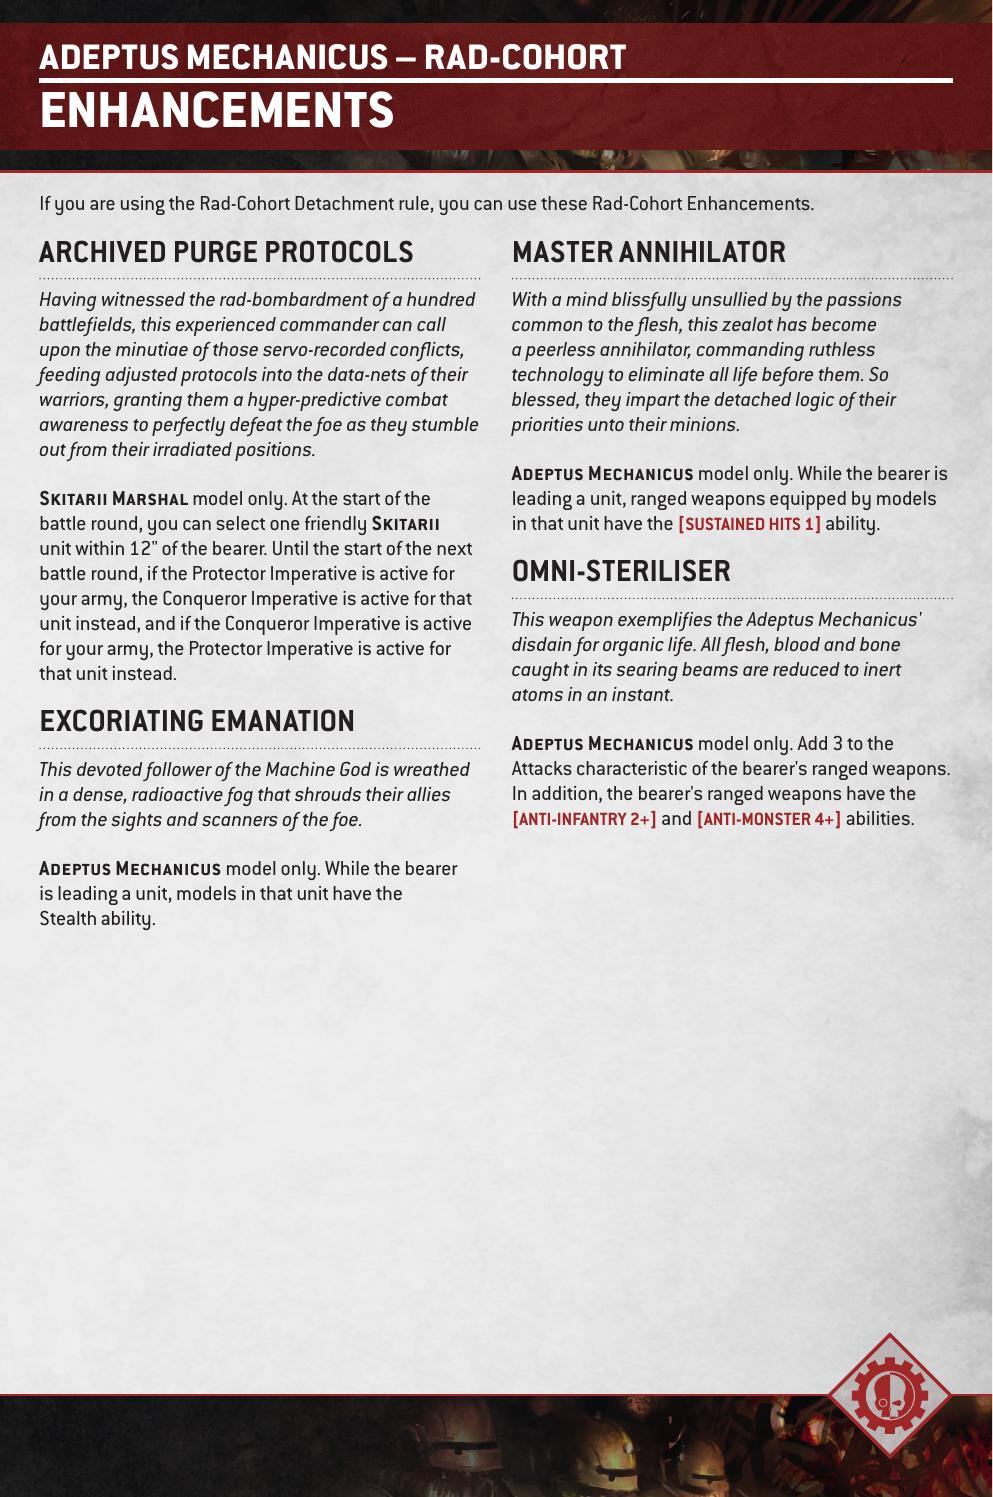 ADEPTUS MECHANICUS – RAD-COHORT
ENHANCEMENTS
If you are using the Rad-Cohort Detachment rule, you can use these Rad-Cohort Enhancements.
ARCHIVED PURGE PROTOCOLS
Having witnessed the rad-bombardment of a hundred
battlefields, this experienced commander can call
upon the minutiae of those servo-recorded conflicts,
feeding adjusted protocols into the data-nets of their
warriors, granting them a hyper-predictive combat
awareness to perfectly defeat the foe as they stumble
out from their irradiated positions.
SKITARII MARSHAL model only. At the start of the
battle round, you can select one friendly SKITARII
unit within 12" of the bearer. Until the start of the next
battle round, if the Protector Imperative is active for
your army, the Conqueror Imperative is active for that
unit instead, and if the Conqueror Imperative is active
for your army, the Protector Imperative is active for
that unit instead.
EXCORIATING EMANATION
This devoted follower of the Machine God is wreathed
in a dense, radioactive fog that shrouds their allies
from the sights and scanners of the foe.
ADEPTUS MECHANICUS model only. While the bearer
is leading a unit, models in that unit have the
Stealth ability.
MASTER ANNIHILATOR
With a mind blissfully unsullied by the passions
common to the flesh, this zealot has become
a peerless annihilator, commanding ruthless
technology to eliminate all life before them. So
blessed, they impart the detached logic of their
priorities unto their minions.
ADEPTUS MECHANICUS model only. While the bearer is
leading a unit, ranged weapons equipped by models
in that unit have the [SUSTAINED HITS 1] ability.
OMNI-STERILISER
This weapon exemplifies the Adeptus Mechanicus'
disdain for organic life. All flesh, blood and bone
caught in its searing beams are reduced to inert
atoms in an instant.
ADEPTUS MECHANICUS model only. Add 3 to the
Attacks characteristic of the bearer's ranged weapons.
In addition, the bearer's ranged weapons have the
[ANTI-INFANTRY 2+] and [ANTI-MONSTER 4+] abilities.